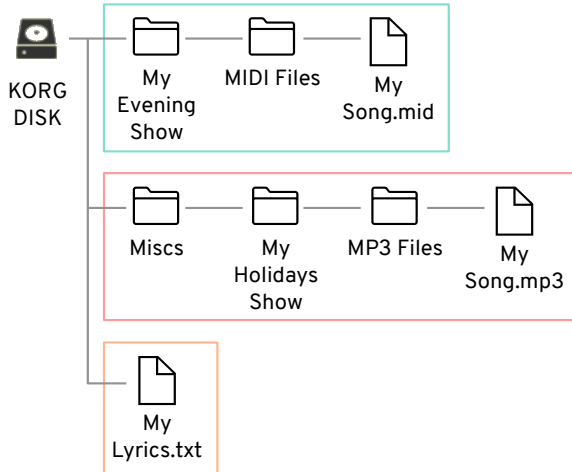 KORG
DISK
My
Evening
Show
MIDI Files
My
Song.mid
Miscs
My
Holidays
Show
MP3 Files
My
Song.mp3
My
Lyrics.txt